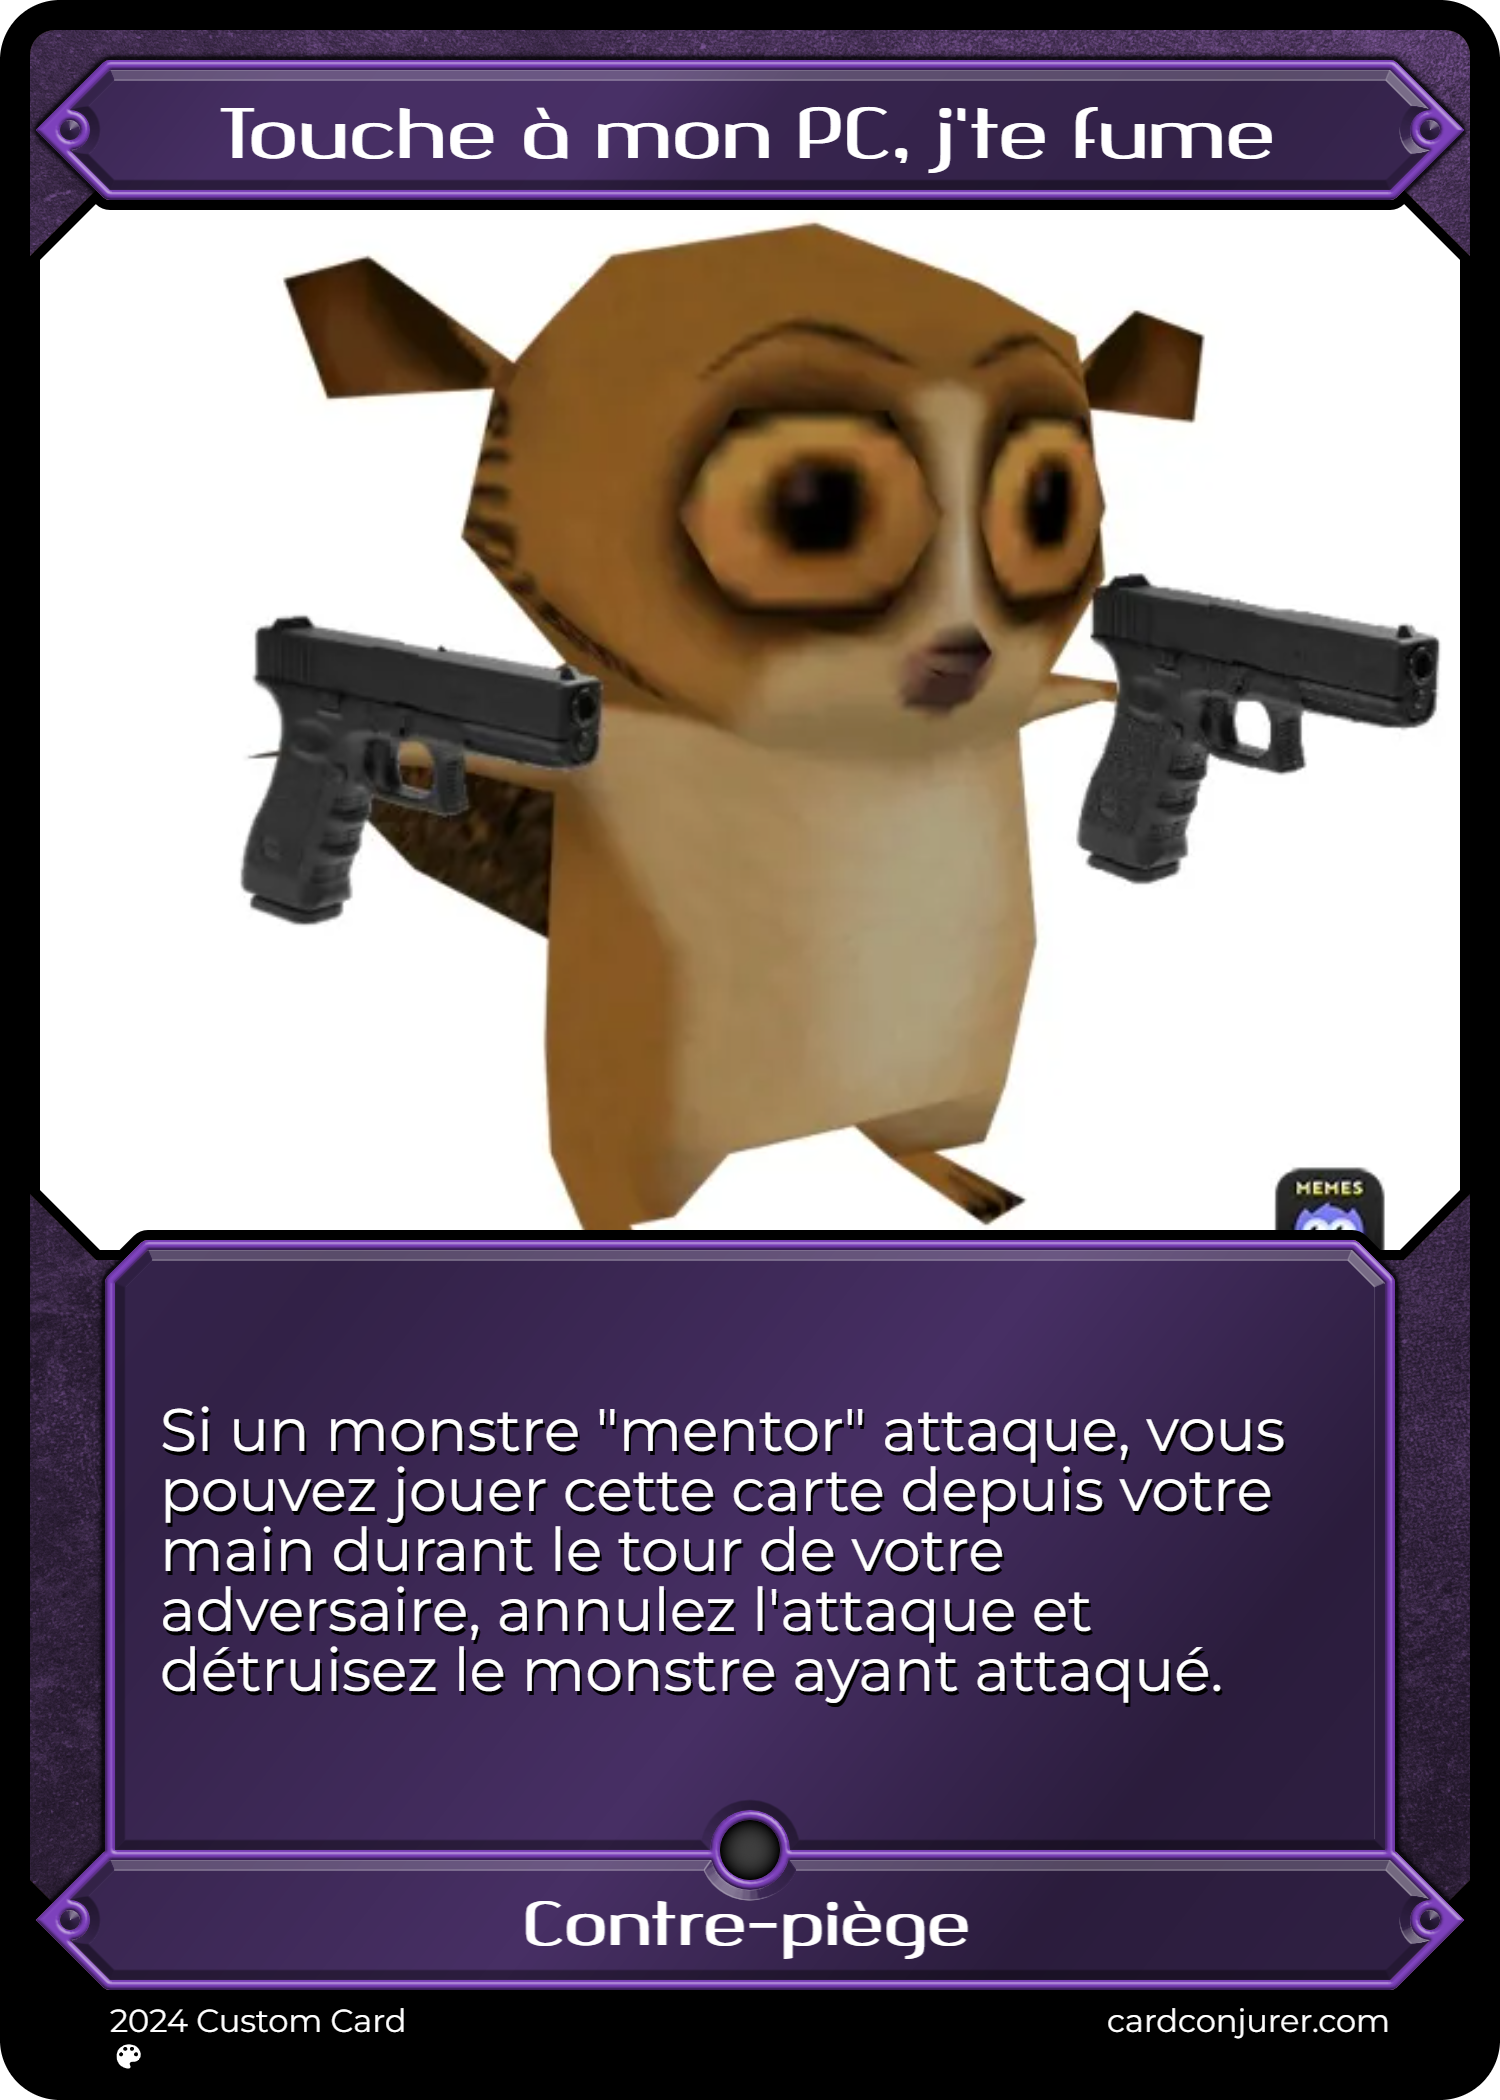 Touche à mon PC, j'te fume
MEMES
Si un monstre "mentor" attaque, vous
pouvez jouer cette carte depuis votre
main durant le tour de votre
adversaire, annulez l'attaque et
détruisez le monstre ayant attaqué.
Contre-piège
2024 Custom Card
cardconjurer.com